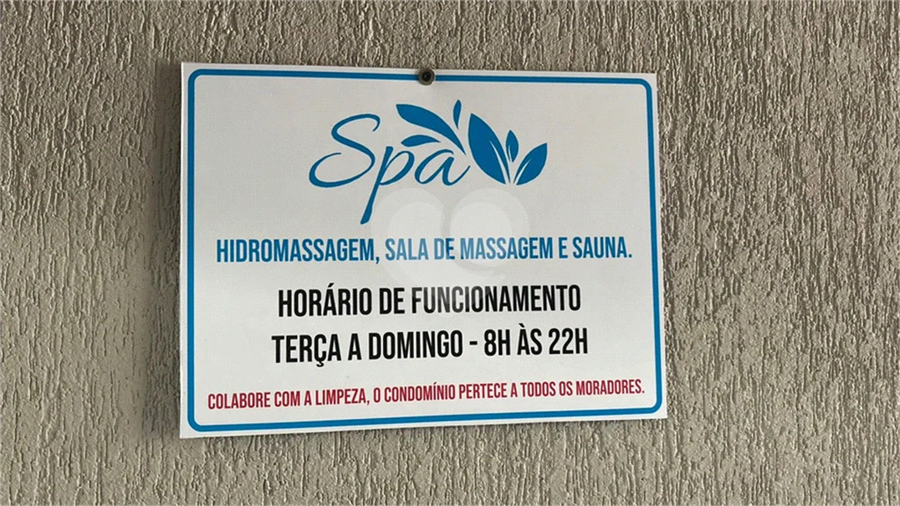 Spa
HIDROMASSAGEM, SALA DE MASSAGEM E SAUNA.
HORÁRIO DE FUNCIONAMENTO
TERÇA A DOMINGO - 8H ÀS 22H
COLABORE COM A LIMPEZA, O CONDOMÍNIO PERTECE A TODOS OS MORADORES.